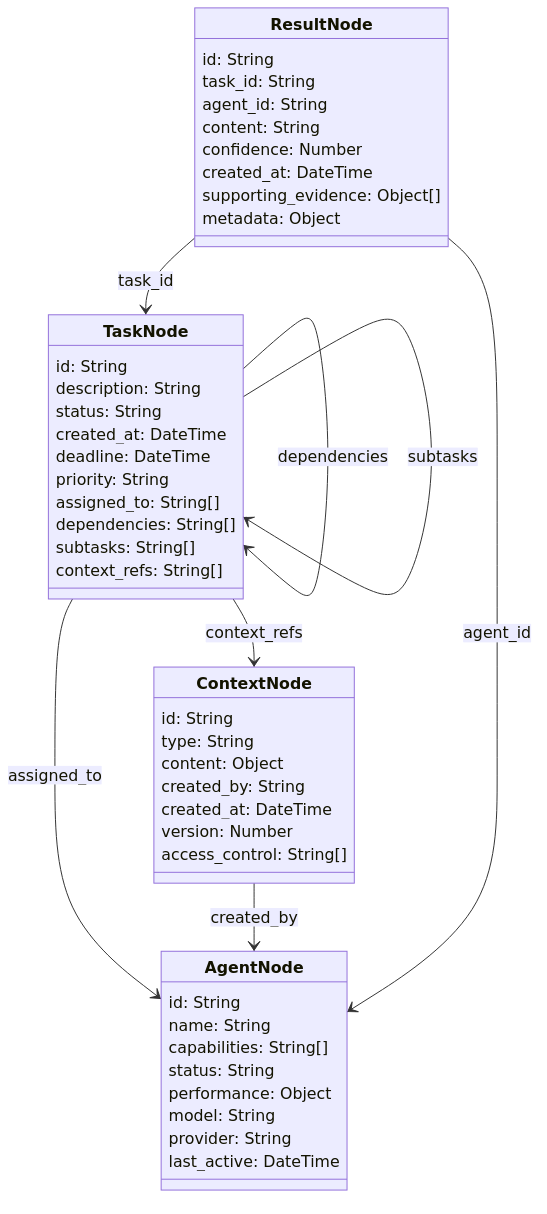 ResultNode
id: String
task_id: String
agent_id: String
content: String
confidence: Number
created_at: DateTime
supporting_evidence: Object[]
metadata: Object
task_id
TaskNode
id: String
description: String
status: String
created_at: DateTime
deadline: DateTime
priority: String
assigned_to: String[]
dependencies: String[]
subtasks: String[]
context_refs: String[]
dependencies
subtasks
context_refs
agent_id
ContextNode
id: String
type: String
content: Object
created_by: String
created_at: DateTime
version: Number
access_control: String[]
assigned_to
created_by
AgentNode
id: String
name: String
capabilities: String[]
status: String
performance: Object
model: String
provider: String
last_active: DateTime